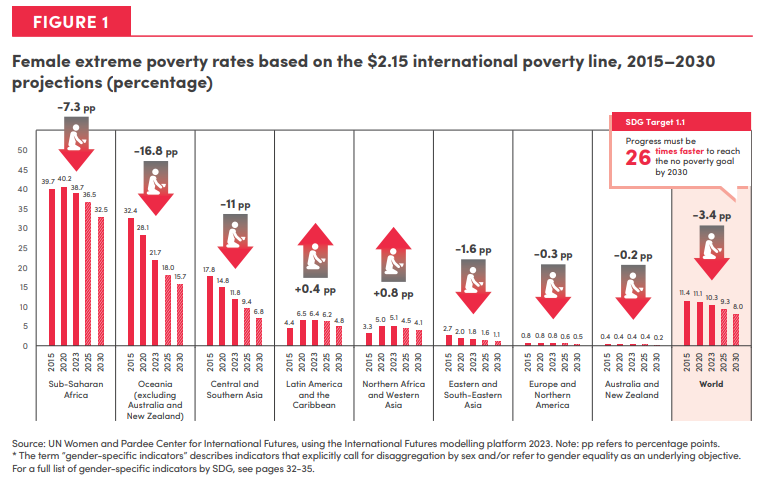 FIGURE 1
Female extreme poverty rates based on the $2.15 international poverty line, 2015–2030
projections (percentage)
-7.3 pp
-16.8 pp
-11 pp
+0.4 pp
+0.8 pp
-1.6 pp
-0.3 pp
-0.2 pp
-3.4 pp
SDG Target 1.1
Progress must be
26 times faster to reach
the no poverty goal
by 2030
50
45
40
35
30
25
20
15
10
5
0
39.7 40.2 38.7 36.5 32.5
32.4 28.1 21.7 18.0 15.7
17.8 14.8 11.8 9.4 6.8
4.4 6.5 6.4 6.2 4.8
3.3 5.0 5.1 4.5 4.1
2.7 2.0 1.8 1.6 1.1
0.8 0.8 0.8 0.6 0.5
0.4 0.4 0.4 0.4 0.2
11.4 11.1 10.3 9.3 8.0
2015 2020 2023 2025 2030
2015 2020 2023 2025 2030
2015 2020 2023 2025 2030
2015 2020 2023 2025 2030
2015 2020 2023 2025 2030
2015 2020 2023 2025 2030
2015 2020 2023 2025 2030
2015 2020 2023 2025 2030
2015 2020 2023 2025 2030
Sub-Saharan
Africa
Oceania
(excluding
Australia and
New Zealand)
Central and
Southern Asia
Latin America
and the
Caribbean
Northern Africa
and Western
Asia
Eastern and
South-Eastern
Asia
Europe and
Northern
America
Australia and
New Zealand
World
Source: UN Women and Pardee Center for International Futures, using the International Futures modelling platform 2023. Note: pp refers to percentage points.
* The term “gender-specific indicators” describes indicators that explicitly call for disaggregation by sex and/or refer to gender equality as an underlying objective.
For a full list of gender-specific indicators by SDG, see pages 32-35.